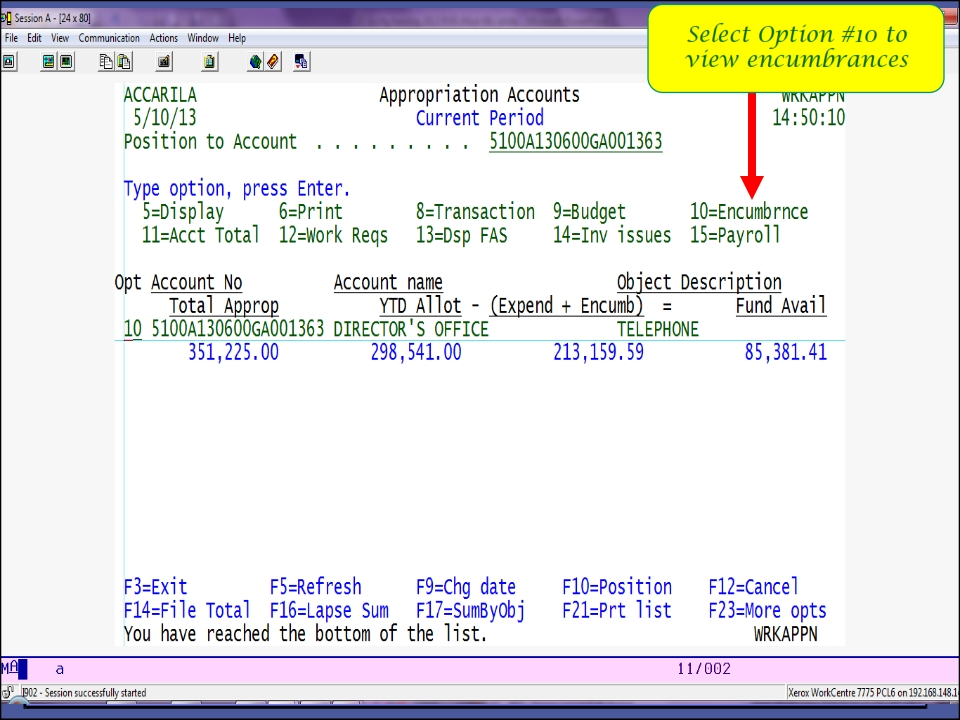 Session A - [24 x 80]
File Edit View Communication Actions Window Help
Select Option #10 to
view encumbrances
ACCARILA Appropriation Accounts WRKAPPN
5/10/13 Current Period 14:50:10
Position to Account . . . . . . . . . 5100A130600GA001363
Type option, press Enter.
5=Display 6=Print 8=Transaction 9=Budget 10=Encumbrnce
11=Acct Total 12=Work Reqs 13=Dsp FAS 14=Inv issues 15=Payroll
Opt Account No Account name Object Description
Total Approp YTD Allot - (Expend + Encumb) = Fund Avail
10 5100A130600GA001363 DIRECTOR'S OFFICE TELEPHONE
351,225.00 298,541.00 213,159.59 85,381.41
F3=Exit F5=Refresh F9=Chg date F10=Position F12=Cancel
F14=File Total F16=Lapse Sum F17=SumByObj F21=Prt list F23=More opts
You have reached the bottom of the list. WRKAPPN
MA a 11/002
I902 - Session successfully started Xerox WorkCentre 7775 PCL6 on 192.168.148.1